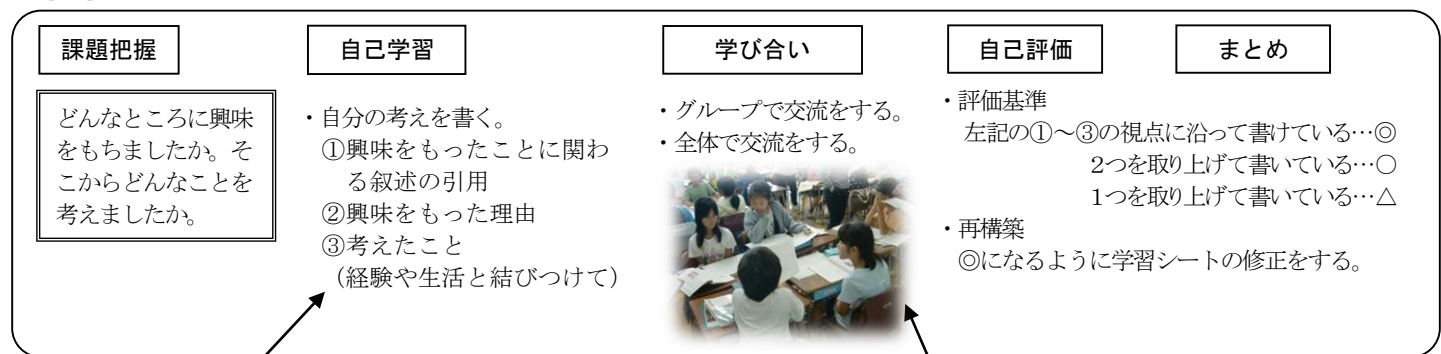 課題把握
どんなところに興味
をもちましたか。そ
こからどんなことを
考えましたか。
自己学習
・自分の考えを書く。
①興味をもったことに関わ
る叙述の引用
②興味をもった理由
③考えたこと
（経験や生活と結びつけて）
学び合い
・グループで交流をする。
・全体で交流をする。
自己評価
まとめ
・評価基準
左記の①～③の視点に沿って書けている…◎
２つを取り上げて書いている…○
１つを取り上げて書いている…△
・再構築
◎になるように学習シートの修正をする。